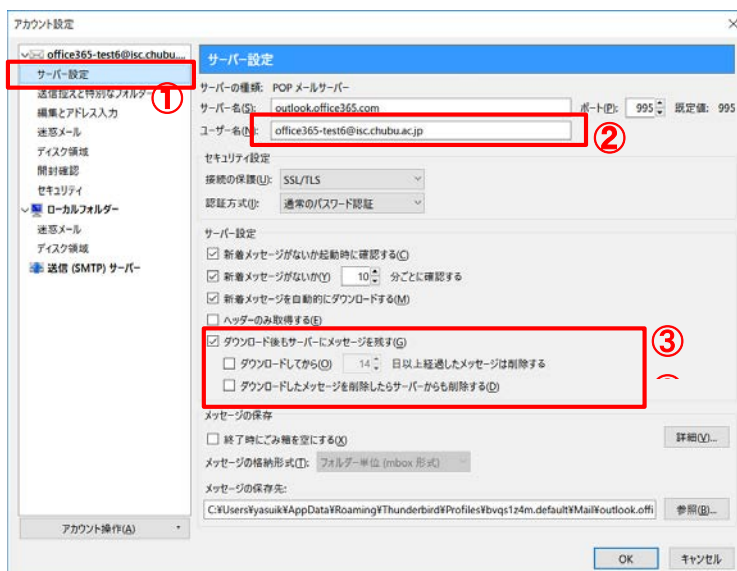 アカウント設定
office365-test6@isc.chubu....
サーバー設定
①
送信控えと特別なフォルダー
編集とアドレス入力
迷惑メール
ディスク領域
開封確認
セキュリティ
ローカルフォルダー
迷惑メール
ディスク領域
送信 (SMTP) サーバー
アカウント操作(A)
サーバー設定
サーバーの種類: POP メールサーバー
サーバー名(S): outlook.office365.com ポート(P): 995 既定値: 995
ユーザー名(N): office365-test6@isc.chubu.ac.jp
②
セキュリティ設定
接続の保護(U): SSL/TLS
認証方式(I): 通常のパスワード認証
サーバー設定
新着メッセージがないか起動時に確認する(C)
新着メッセージがないか(Y) 10 分ごとに確認する
新着メッセージを自動的にダウンロードする(M)
ヘッダーのみ取得する(E)
ダウンロード後もサーバーにメッセージを残す(G)
③
ダウンロードしてから(O) 14 日以上経過したメッセージは削除する
ダウンロードしたメッセージを削除したらサーバーからも削除する(D)
メッセージの保存
終了時にごみ箱を空にする(X) 詳細(V)...
メッセージの格納形式(T): フォルダー単位 (mbox 形式)
メッセージの保存先:
C:¥Users¥yasuik¥AppData¥Roaming¥Thunderbird¥Profiles¥bvqs1z4m.default¥Mail¥outlook.offi 参照(B)...
OK キャンセル